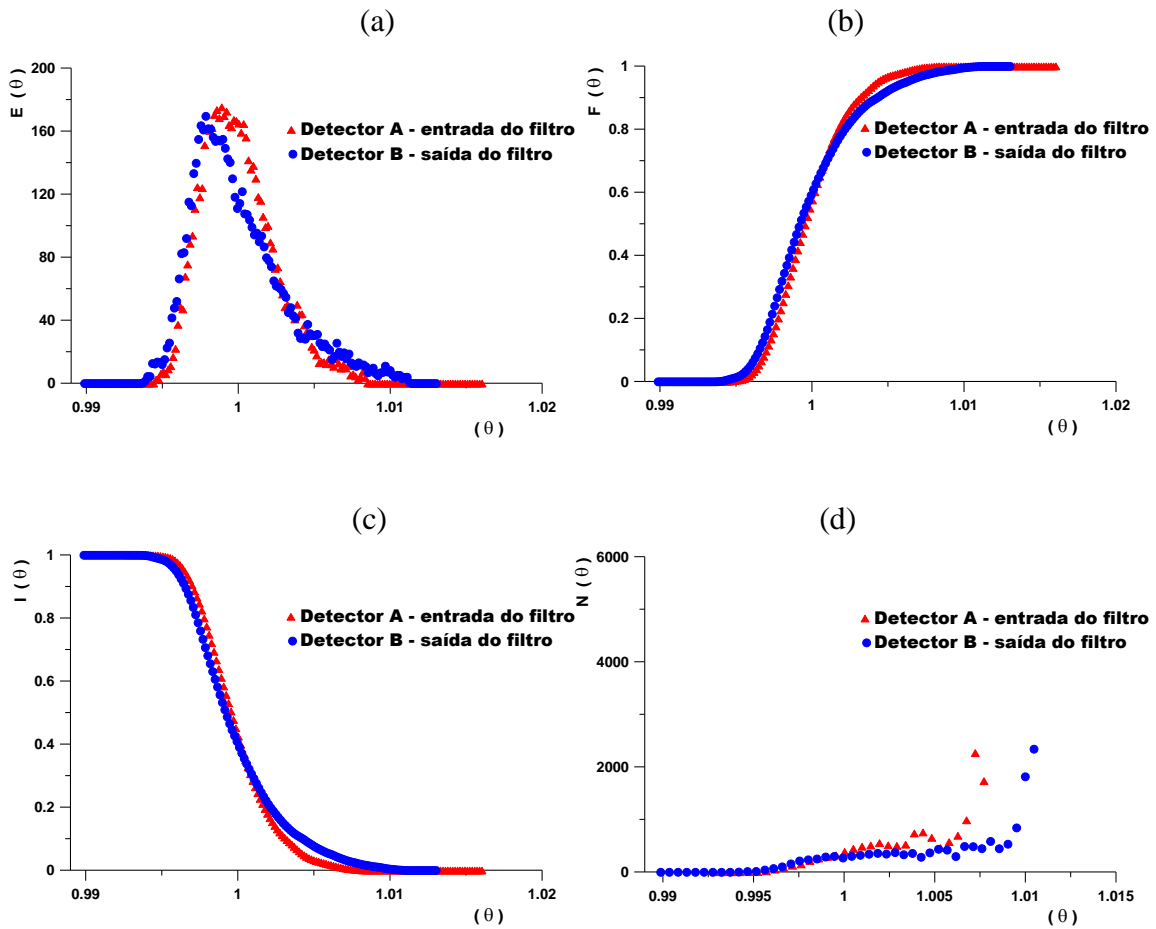 (a)
E (θ)
200
160
120
80
40
0
0.99
1
1.01
1.02
(θ)
Detector A - entrada do filtro
Detector B - saída do filtro
(b)
F (θ)
1
0.8
0.6
0.4
0.2
0
0.99
1
1.01
1.02
(θ)
Detector A - entrada do filtro
Detector B - saída do filtro
(c)
I (θ)
1
0.8
0.6
0.4
0.2
0
0.99
1
1.01
1.02
(θ)
Detector A - entrada do filtro
Detector B - saída do filtro
(d)
N (θ)
6000
4000
2000
0
0.99
0.995
1
1.005
1.01
1.015
(θ)
Detector A - entrada do filtro
Detector B - saída do filtro